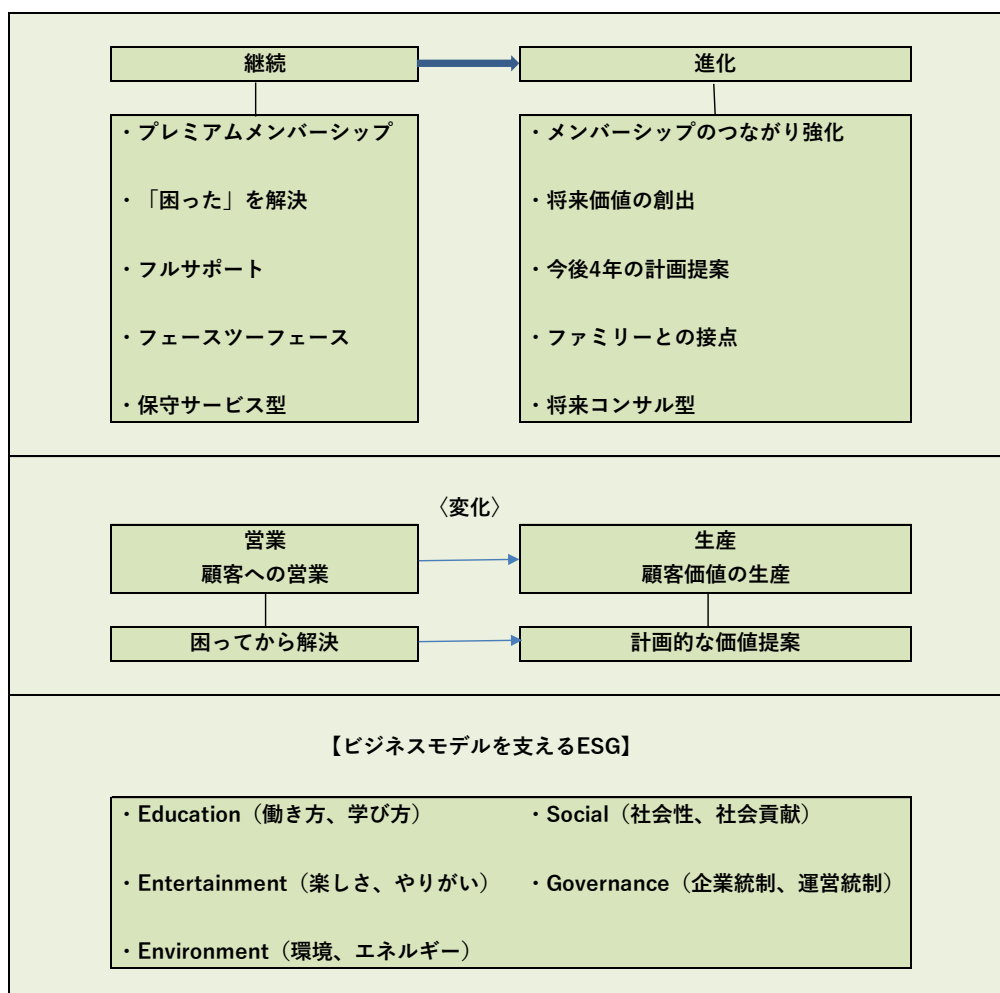 継続
進化
・プレミアムメンバーシップ
・「困った」を解決
・フルサポート
・フェースツーフェース
・保守サービス型
・メンバーシップのつながり強化
・将来価値の創出
・今後4年の計画提案
・ファミリーとの接点
・将来コンサル型
〈変化〉
営業
顧客への営業
生産
顧客価値の生産
困ってから解決
計画的な価値提案
【ビジネスモデルを支えるESG】
・Education（働き方、学び方）
・Entertainment（楽しさ、やりがい）
・Environment（環境、エネルギー）
・Social（社会性、社会貢献）
・Governance（企業統制、運営統制）